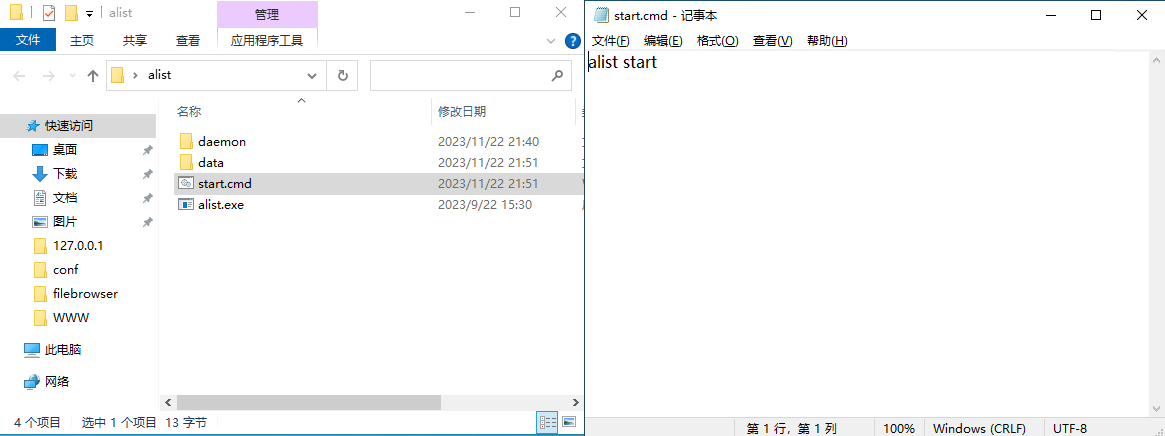 alist
管理
文件
主页
共享
查看
应用程序工具
alist
名称
修改日期
快速访问
桌面
下载
文档
图片
127.0.0.1
conf
filebrowser
WWW
此电脑
网络
daemon 2023/11/22 21:40
data 2023/11/22 21:51
start.cmd 2023/11/22 21:51
alist.exe 2023/9/22 15:30
4 个项目 选中 1 个项目 13 字节
start.cmd - 记事本
文件(F) 编辑(E) 格式(O) 查看(V) 帮助(H)
alist start
第 1 行，第 1 列 100% Windows (CRLF) UTF-8